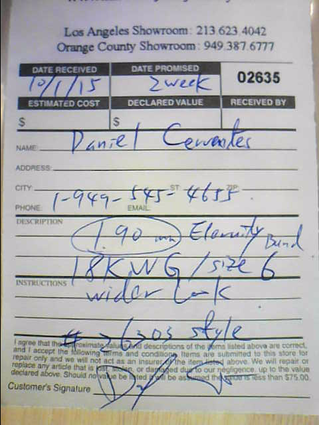 Los Angeles Showroom: 213.623.4042
Orange County Showroom: 949.387.6777
DATE RECEIVED DATE PROMISED 02635
10/1/15 2 week
ESTIMATED COST DECLARED VALUE RECEIVED BY
$ $
NAME: Daniel Cervantes
ADDRESS:
CITY ST ZIP
PHONE: 1-949-545-4655 EMAIL:
DESCRIPTION
1.90 mm Eternity Band
18KWG / size 6
INSTRUCTIONS wider look
6303 style
I agree that the approximate value and descriptions of the items listed above are correct,
and I accept the following terms and conditions. Items are submitted to this store for
repair only and we will not act as an insurer of the item listed above. We will repair or
replace any article that is lost, stolen, or damaged due to our negligence, up to the value
declared above. Should no value be listed it will be assumed the value is less than $75.00.
Customer's Signature